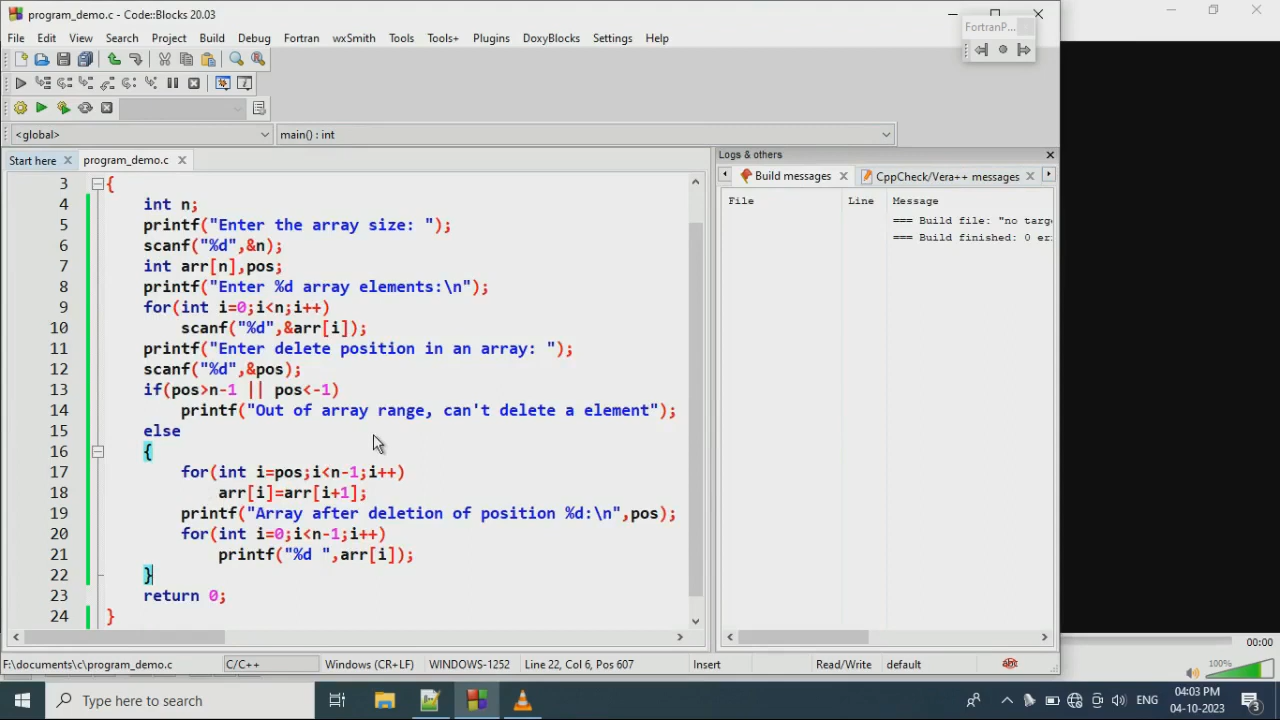 program_demo.c - Code::Blocks 20.03
File Edit View Search Project Build Debug Fortran wxSmith Tools Tools+ Plugins DoxyBlocks Settings Help
FortranP...
<global> main() : int
Start here program_demo.c
Logs & others
Build messages CppCheck/Vera++ messages
File Line Message
=== Build file: "no targ
=== Build finished: 0 er
3 {
4 int n;
5 printf("Enter the array size: ");
6 scanf("%d",&n);
7 int arr[n],pos;
8 printf("Enter %d array elements:\n");
9 for(int i=0;i<n;i++)
10 scanf("%d",&arr[i]);
11 printf("Enter delete position in an array: ");
12 scanf("%d",&pos);
13 if(pos>n-1 || pos<-1)
14 printf("Out of array range, can't delete a element");
15 else
16 {
17 for(int i=pos;i<n-1;i++)
18 arr[i]=arr[i+1];
19 printf("Array after deletion of position %d:\n",pos);
20 for(int i=0;i<n-1;i++)
21 printf("%d ",arr[i]);
22 }
23 return 0;
24 }
00:00
100%
F:\documents\c\program_demo.c C/C++ Windows (CR+LF) WINDOWS-1252 Line 22, Col 6, Pos 607 Insert Read/Write default
Type here to search
ENG
04:03 PM
04-10-2023
3